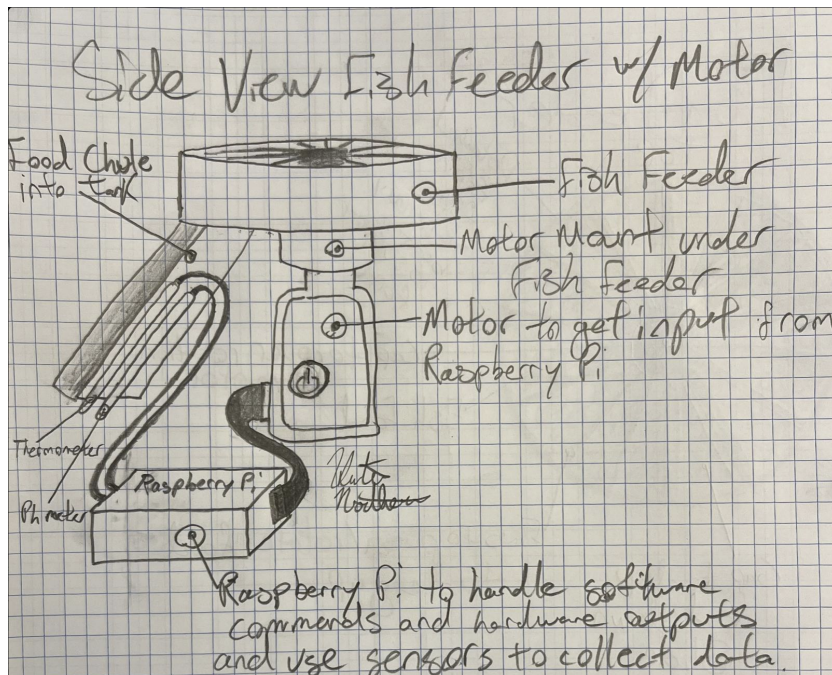 Side View Fish Feeder w/ Motor
Food Chute
into tank
Fish Feeder
Motor Mount under
Fish feeder
Motor to get input from
Raspberry Pi
Thermometer
Ph meter
Raspberry Pi
Raspberry Pi to handle software
commands and hardware outputs
and use sensors to collect data.